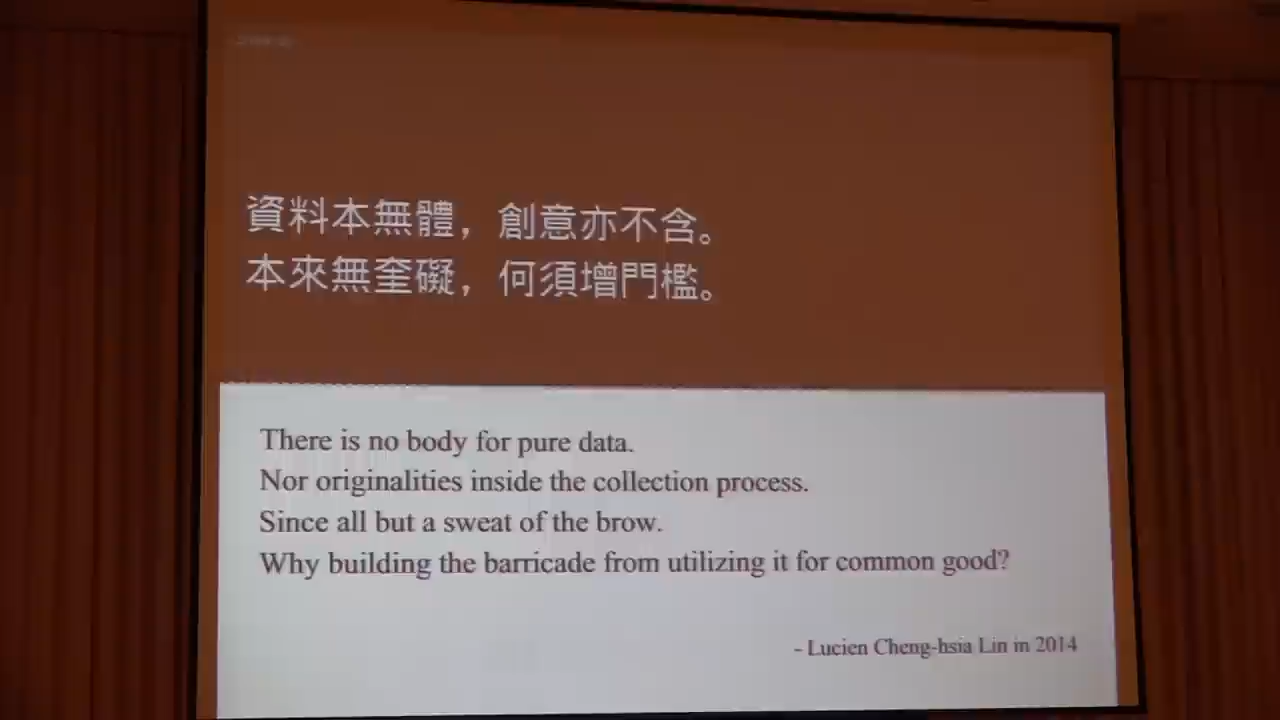 資料本無體，創意亦不含。
本來無奎礙，何須增門檻。
There is no body for pure data.
Nor originalities inside the collection process.
Since all but a sweat of the brow.
Why building the barricade from utilizing it for common good?
- Lucien Cheng-hsia Lin in 2014